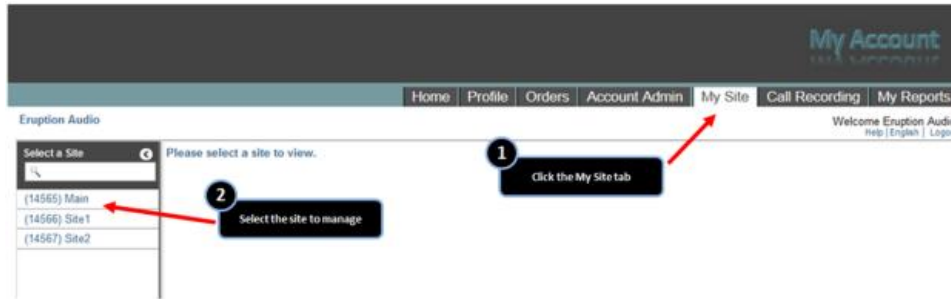 My Account
Home Profile Orders Account Admin My Site Call Recording My Reports
Eruption Audio
Welcome Eruption Audio
Help | English | Logo
Select a Site
Please select a site to view.
1
Click the My Site tab
(14565) Main
2
Select the site to manage
(14566) Site1
(14567) Site2